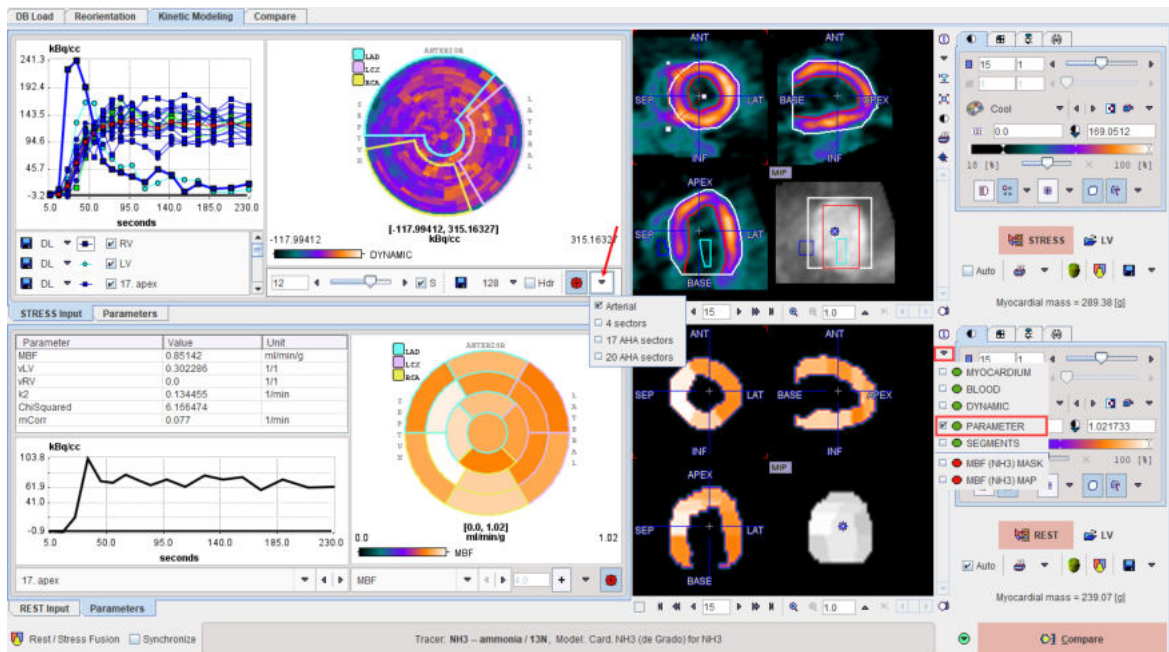 DB Load Reorientation Kinetic Modeling Compare
kBq/cc
241.3
192.4
143.5
94.6
45.7
-3.2
5.0 50.0 95.0 140.0 185.0 230.0
seconds
DL RV
DL LV
DL 17. apex
LAD
LCX
RCA
ANTERIOR
SEPTUM
LATERAL
[-117.99412, 315.16327]
kBq/cc
-117.99412 315.16327
DYNAMIC
12 S 128 Hdr
Arterial
4 sectors
17 AHA sectors
20 AHA sectors
STRESS Input Parameters
ANT ANT
SEP LAT BASE APEX
INF INF
APEX MIP
SEP LAT
BASE
15 1.0
15 1
1 1
Cool
0.0 169.0512
18 [%] 100 [%]
STRESS LV
Auto
Myocardial mass = 289.38 [g]
Parameter Value Unit
MBF 0.85142 ml/min/g
vLV 0.302286 1/1
vRV 0.0 1/1
k2 0.134455 1/min
ChiSquared 6.166474
mCorr 0.077 1/min
kBq/cc
103.8
61.9
41.0
-0.9
5.0 50.0 95.0 140.0 185.0 230.0
seconds
17. apex
LAD
LCX
RCA
ANTERIOR
SEPTUM
LATERAL
[0.0, 1.02]
ml/min/g
0.0 1.02
MBF
MBF 4.0
REST Input Parameters
ANT ANT
SEP LAT BASE APEX
INF INF
APEX MIP
SEP LAT
BASE
15 1.0
15 1
MYOCARDIUM
BLOOD
DYNAMIC
PARAMETER
SEGMENTS
MBF (NH3) MASK
MBF (NH3) MAP
1.021733
100 [%]
REST LV
Auto
Myocardial mass = 239.07 [g]
Rest / Stress Fusion Synchronize
Tracer: NH3 – ammonia / 13N, Model: Card. NH3 (de Grado) for NH3
Compare